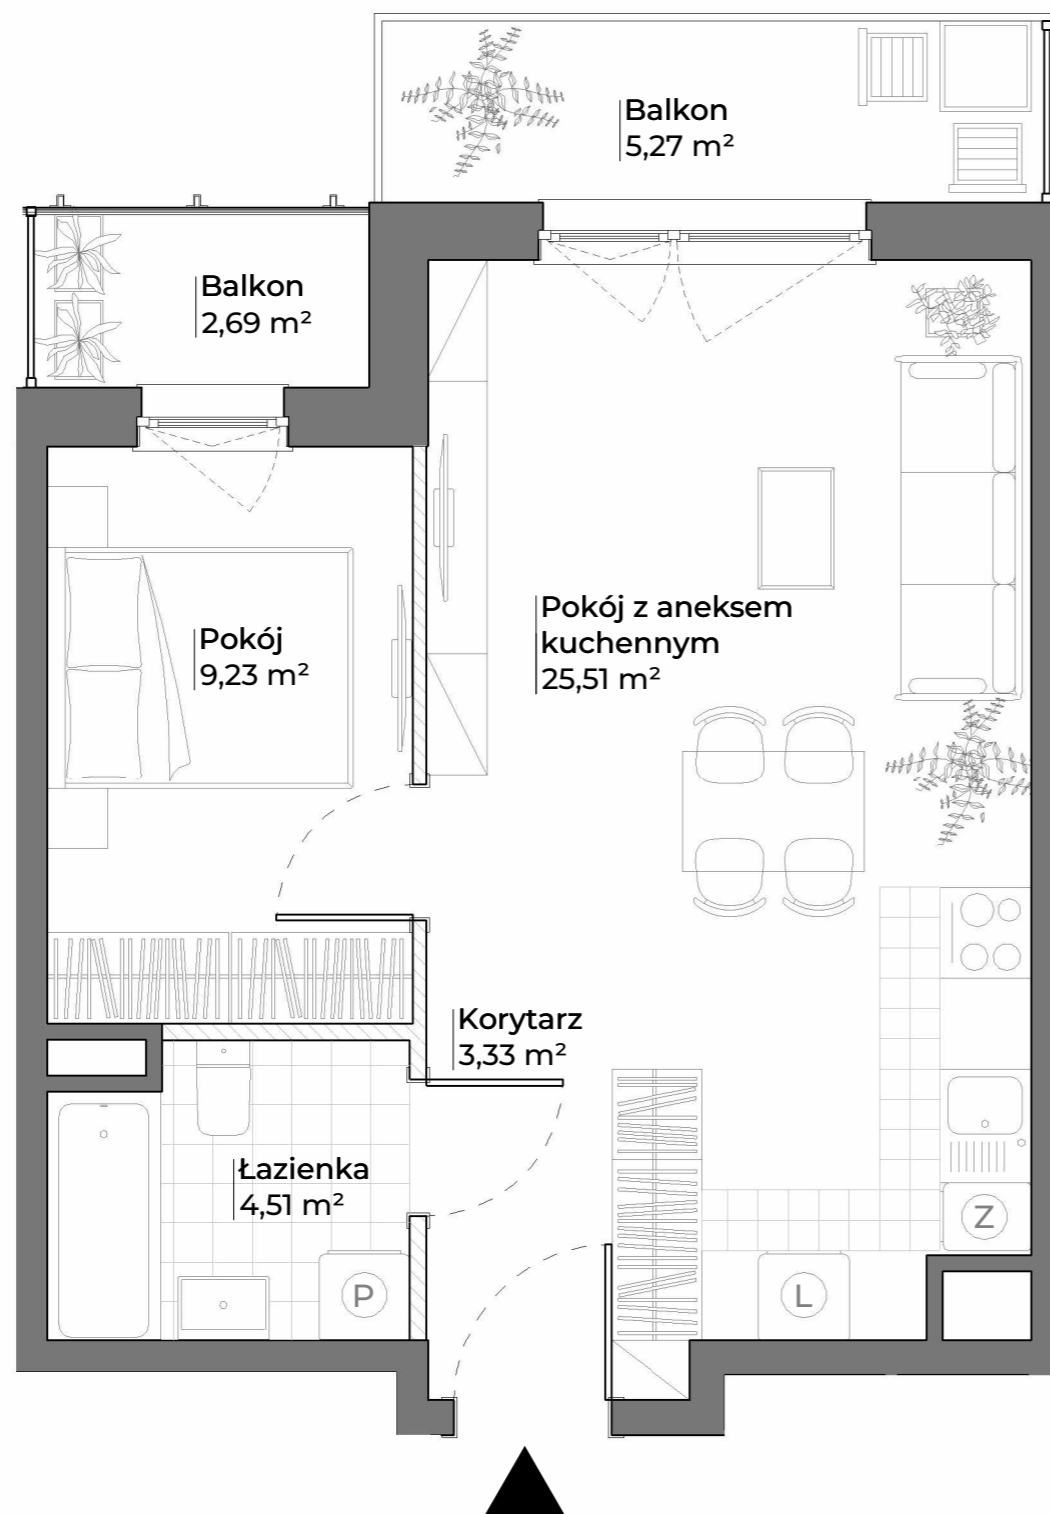 Balkon
5,27 m²
Balkon
2,69 m²
Pokój z aneksem
kuchennym
25,51 m²
Pokój
9,23 m²
Korytarz
3,33 m²
Łazienka
4,51 m²
Z
P
L